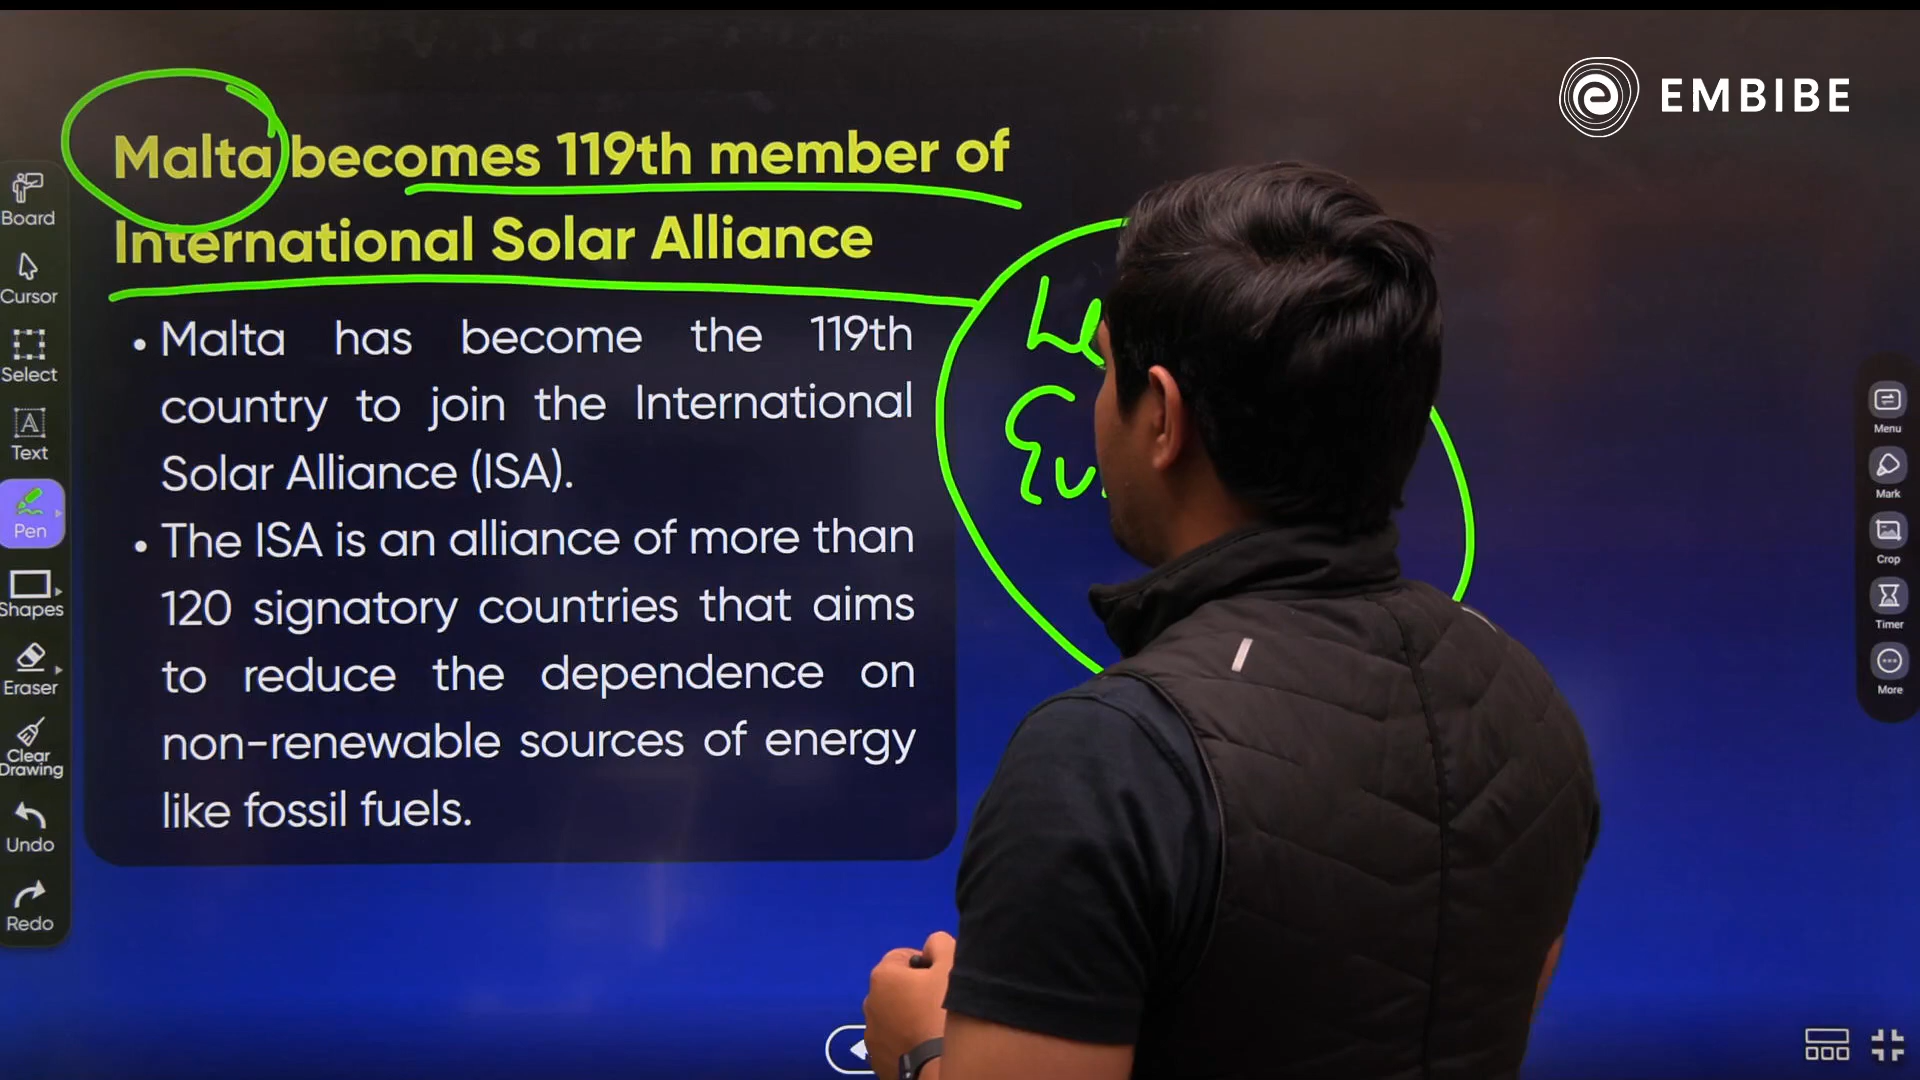 EMBIBE
Malta becomes 119th member of
International Solar Alliance
• Malta has become the 119th
country to join the International
Solar Alliance (ISA).
• The ISA is an alliance of more than
120 signatory countries that aims
to reduce the dependence on
non-renewable sources of energy
like fossil fuels.
Board
Cursor
Select
Text
Pen
Shapes
Eraser
Clear
Drawing
Undo
Redo
Menu
Mark
Crop
Timer
More